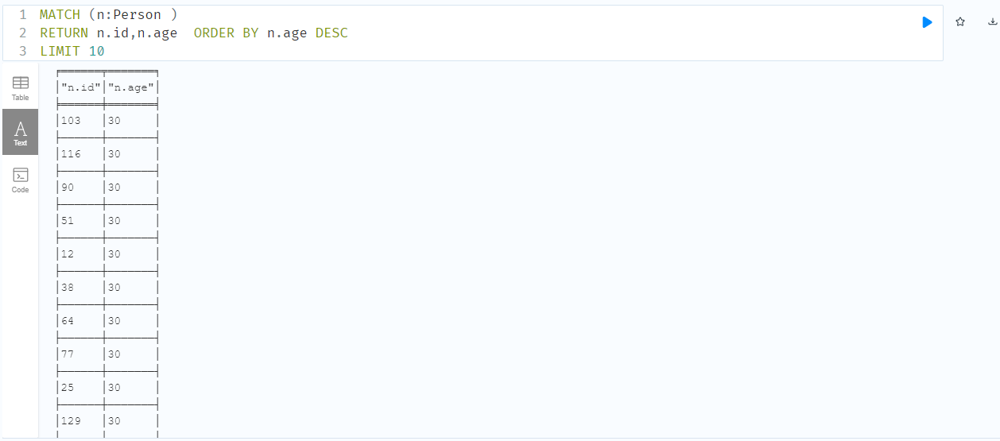 1 MATCH (n:Person )
2 RETURN n.id,n.age  ORDER BY n.age DESC
3 LIMIT 10
Table
A
Text
Code
"n.id" "n.age"
103 30
116 30
90 30
51 30
12 30
38 30
64 30
77 30
25 30
129 30